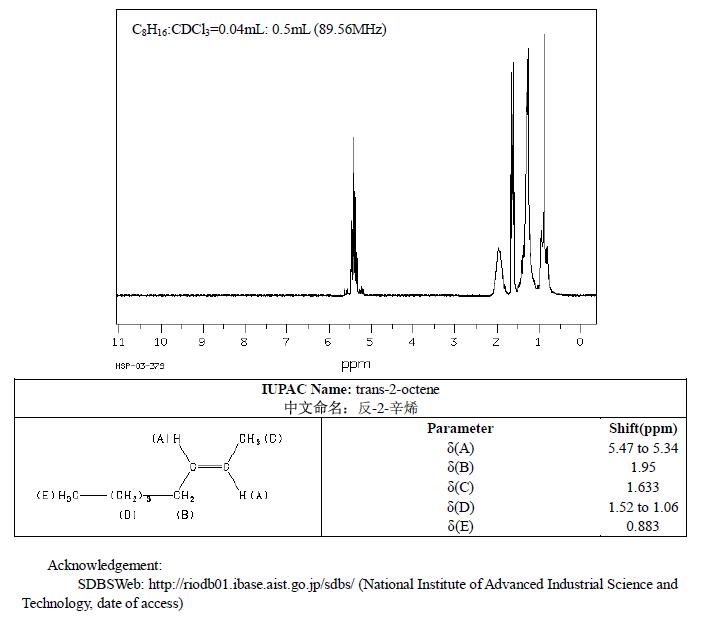 C₈H₁₆:CDCl₃=0.04mL: 0.5mL (89.56MHz)
11 10 9 8 7 6 5 4 3 2 1 0
HSP-03-379
ppm
IUPAC Name: trans-2-octene
中文命名：反-2-辛烯
(A)H CH₃(C)
C═C
(E)H₃C—(CH₂)₃—CH₂ H(A)
(D) (B)
Parameter Shift(ppm)
δ(A) 5.47 to 5.34
δ(B) 1.95
δ(C) 1.633
δ(D) 1.52 to 1.06
δ(E) 0.883
Acknowledgement:
SDBSWeb: http://riodb01.ibase.aist.go.jp/sdbs/ (National Institute of Advanced Industrial Science and
Technology, date of access)